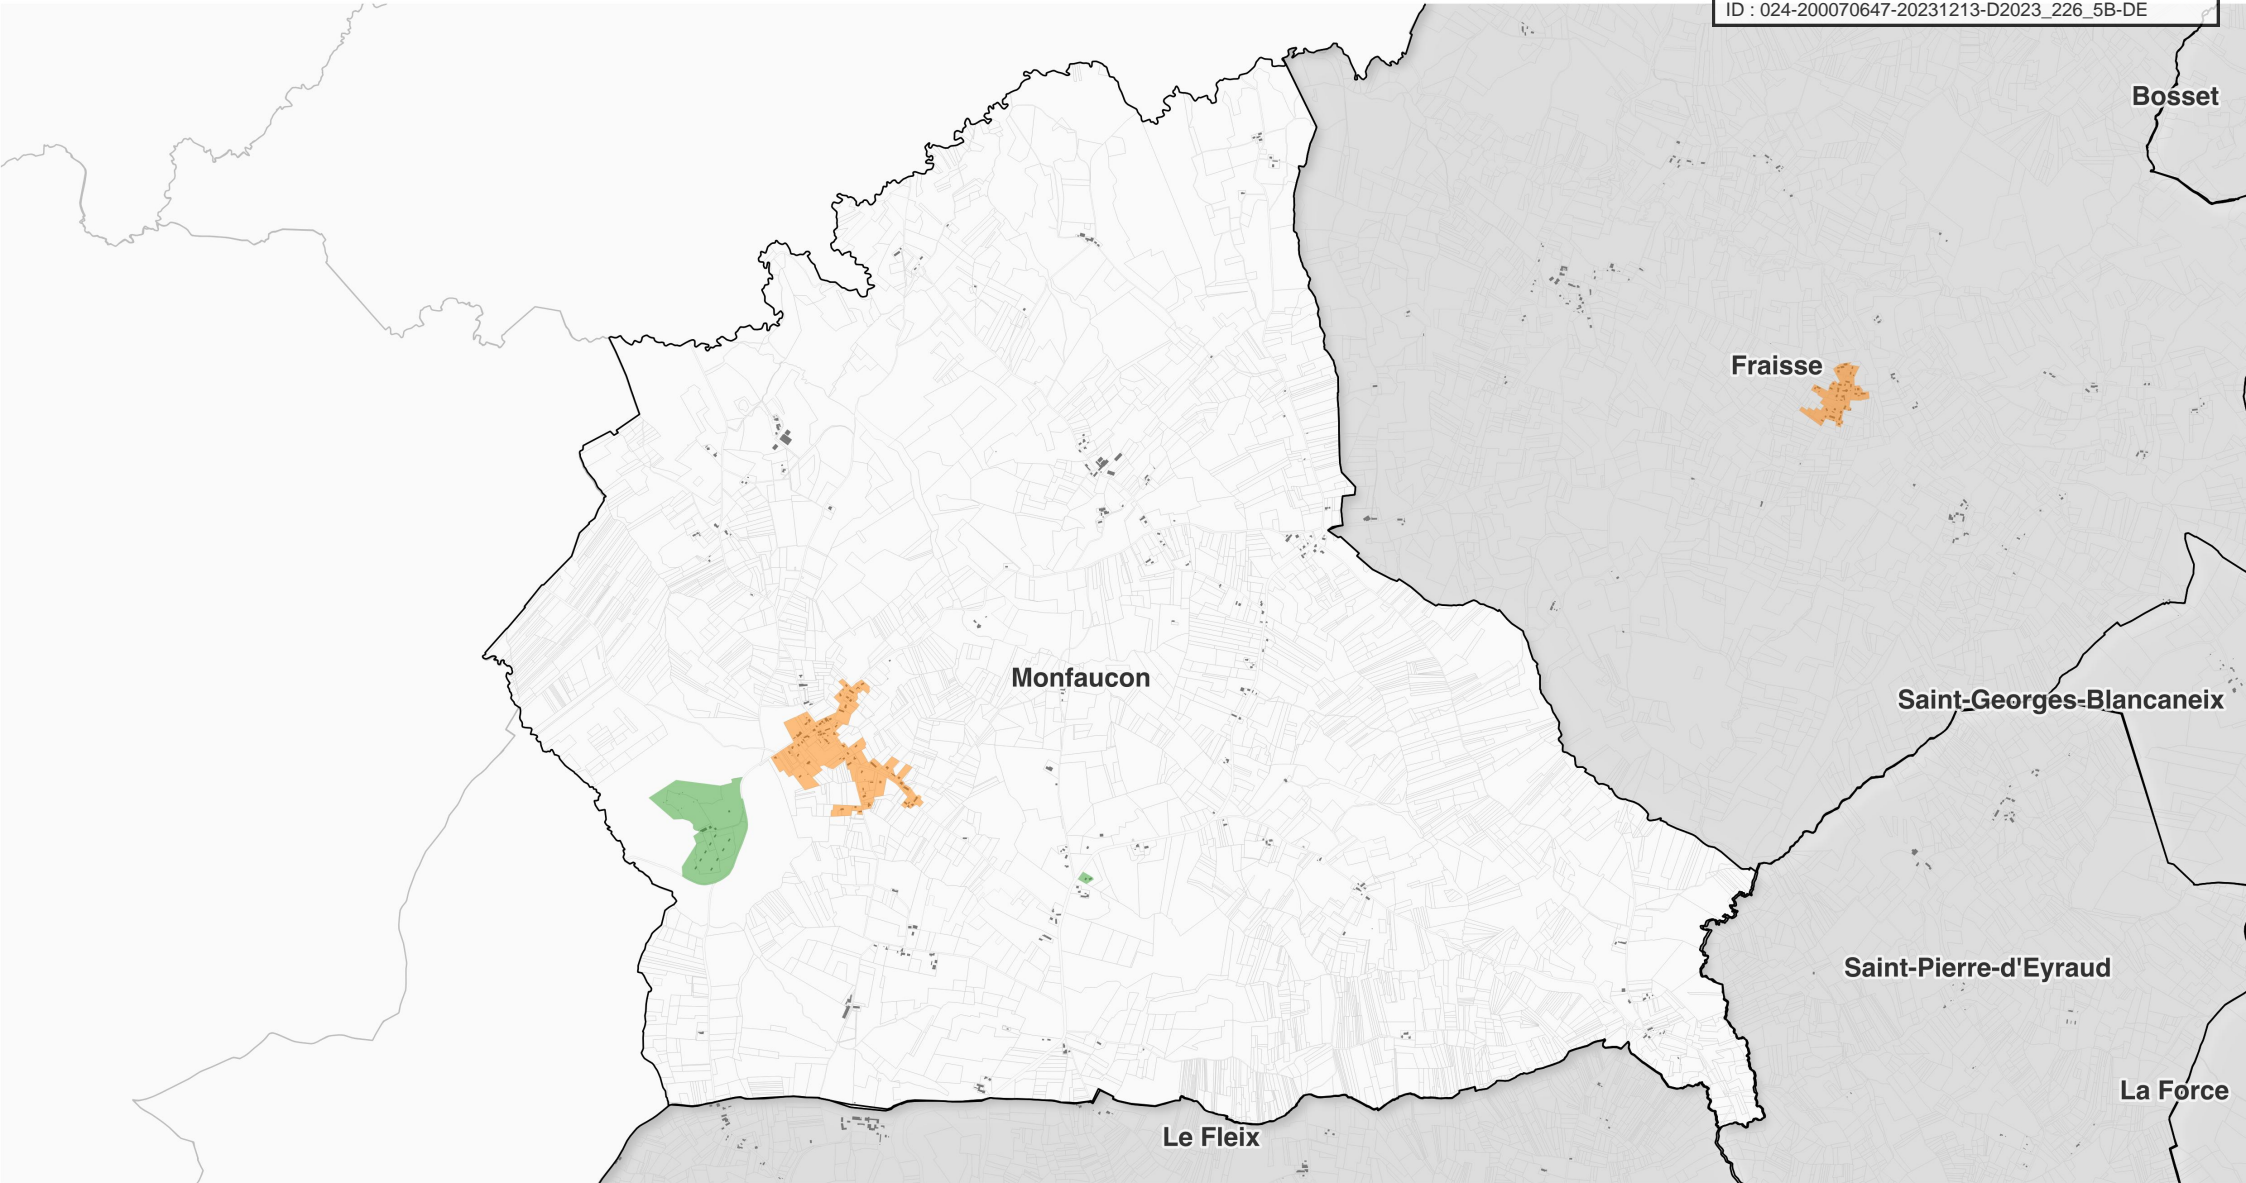 ID : 024-200070647-20231213-D2023_226_5B-DE
Bosset
Fraisse
Monfaucon
Saint-Georges-Blancaneix
Saint-Pierre-d'Eyraud
La Force
Le Fleix